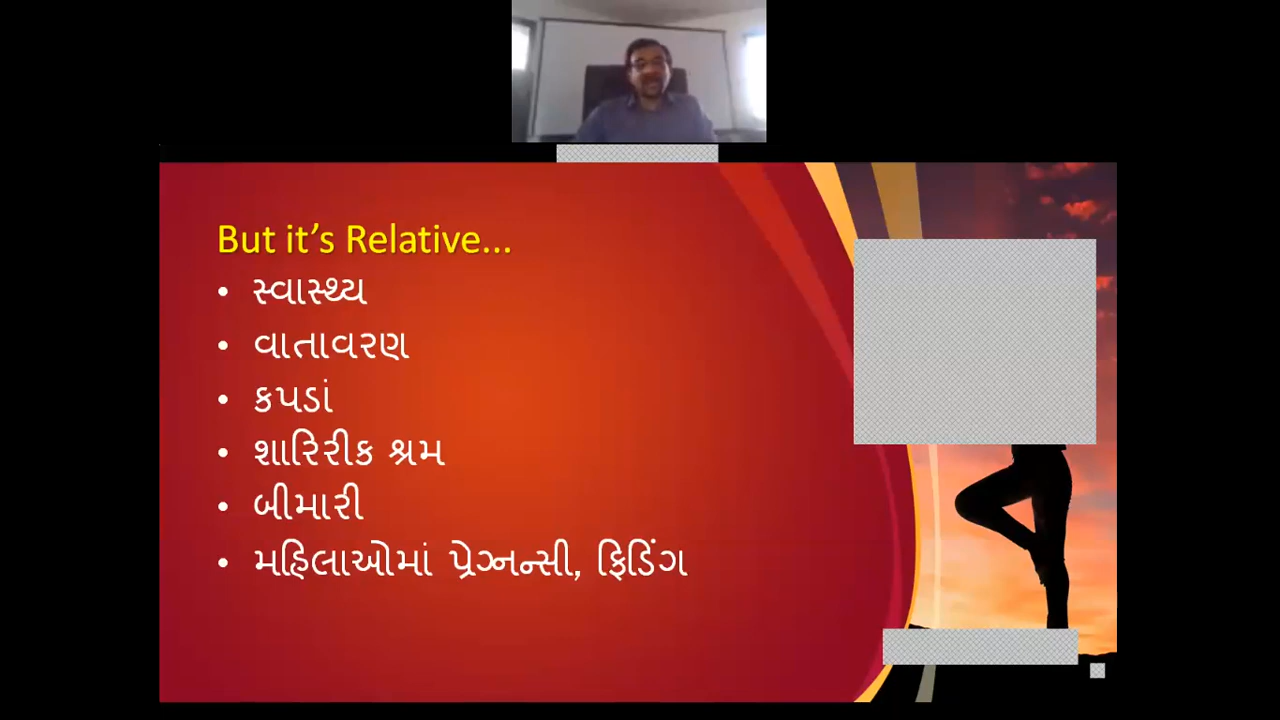 But it's Relative...
• સ્વાસ્થ્ય
• વાતાવરણ
• કપડાં
• શારિરીક શ્રમ
• બીમારી
• મહિલાઓમાં પ્રેગ્નન્સી, ફિડિંગ